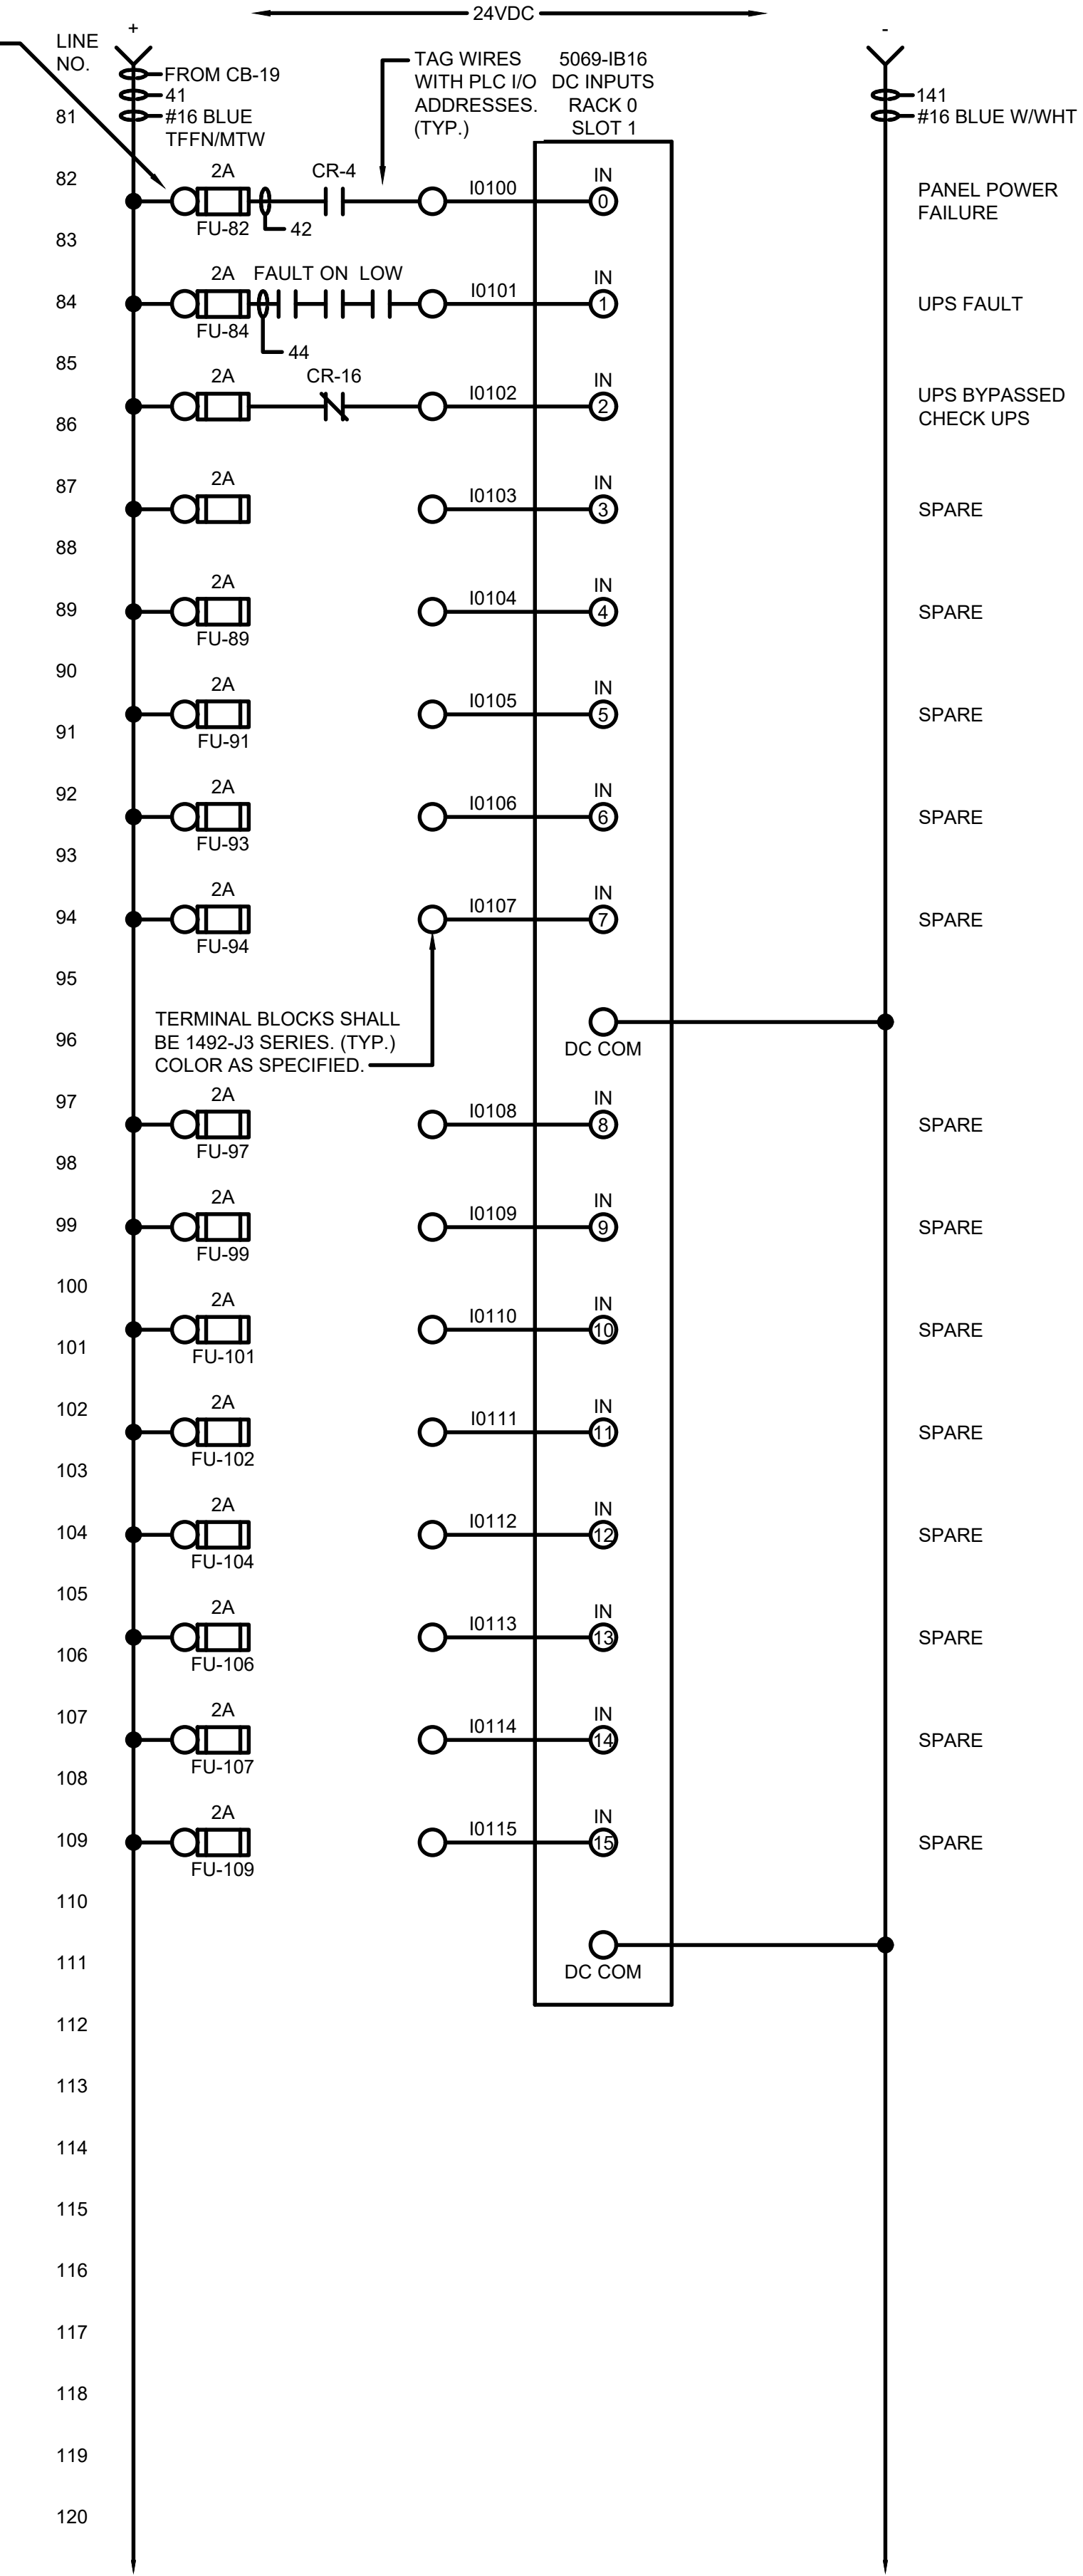 24VDC
+
-
LINE
NO.
FROM CB-19
41
#16 BLUE
TFFN/MTW
TAG WIRES
WITH PLC I/O
ADDRESSES.
(TYP.)
5069-IB16
DC INPUTS
RACK 0
SLOT 1
141
#16 BLUE W/WHT
81
82
2A
CR-4
FU-82
42
I0100
IN
0
PANEL POWER
FAILURE
83
84
2A
FAULT ON LOW
FU-84
44
I0101
IN
1
UPS FAULT
85
2A
CR-16
I0102
IN
2
UPS BYPASSED
CHECK UPS
86
87
2A
I0103
IN
3
SPARE
88
89
2A
FU-89
I0104
IN
4
SPARE
90
2A
FU-91
I0105
IN
5
SPARE
91
92
2A
FU-93
I0106
IN
6
SPARE
93
94
2A
FU-94
I0107
IN
7
SPARE
95
TERMINAL BLOCKS SHALL
BE 1492-J3 SERIES. (TYP.)
COLOR AS SPECIFIED.
DC COM
96
97
2A
FU-97
I0108
IN
8
SPARE
98
99
2A
FU-99
I0109
IN
9
SPARE
100
2A
FU-101
I0110
IN
10
SPARE
101
102
2A
FU-102
I0111
IN
11
SPARE
103
104
2A
FU-104
I0112
IN
12
SPARE
105
2A
FU-106
I0113
IN
13
SPARE
106
107
2A
FU-107
I0114
IN
14
SPARE
108
109
2A
FU-109
I0115
IN
15
SPARE
110
DC COM
111
112
113
114
115
116
117
118
119
120